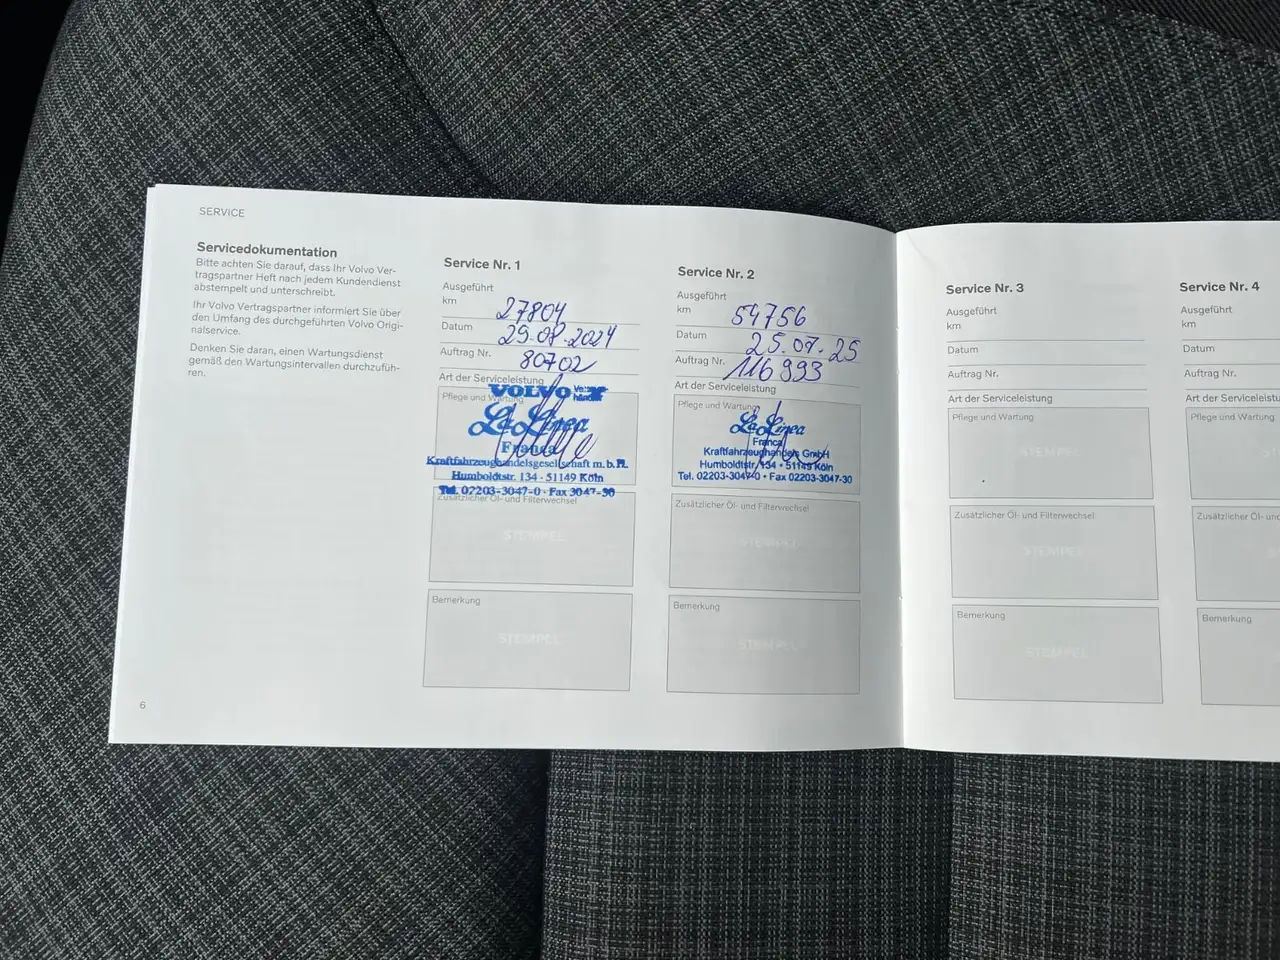 SERVICE
Servicedokumentation
Bitte achten Sie darauf, dass Ihr Volvo Ver-
tragspartner Heft nach jedem Kundendienst
abstempelt und unterschreibt.
Ihr Volvo Vertragspartner informiert Sie über
den Umfang des durchgeführten Volvo Origi-
nalservice.
Denken Sie daran, einen Wartungsdienst
gemäß den Wartungsintervallen durchzufüh-
ren.
6
Service Nr. 1
Ausgeführt
km 27804
Datum 29.08.2024
Auftrag Nr. 80702
Art der Serviceleistung
Pflege und Wartung
VOLVO
La Linea
Franca
Kraftfahrzeughandelsgesellschaft m.b.H.
Humboldtstr. 134 · 51149 Köln
Tel. 02203-3047-0 · Fax 3047-30
Zusätzlicher Öl- und Filterwechsel
STEMPEL
Bemerkung
STEMPEL
Service Nr. 2
Ausgeführt
km 54756
Datum 25.07.25
Auftrag Nr. 116993
Art der Serviceleistung
Pflege und Wartung
La Linea
Franca
Kraftfahrzeughandels GmbH
Humboldtstr. 134 • 51149 Köln
Tel. 02203-3047-0 • Fax 02203-3047-30
Zusätzlicher Öl- und Filterwechsel
STEMPEL
Bemerkung
STEMPEL
Service Nr. 3
Ausgeführt
km
Datum
Auftrag Nr.
Art der Serviceleistung
Pflege und Wartung
STEMPEL
Zusätzlicher Öl- und Filterwechsel
STEMPEL
Bemerkung
STEMPEL
Service Nr. 4
Ausgeführt
km
Datum
Auftrag Nr.
Art der Serviceleistu
Pflege und Wartung
Zusätzlicher Öl- und
Bemerkung